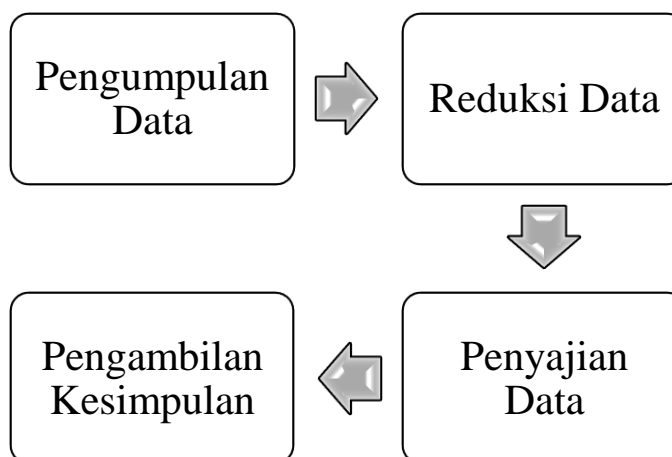 Pengumpulan
Data
Reduksi Data
Penyajian
Data
Pengambilan
Kesimpulan